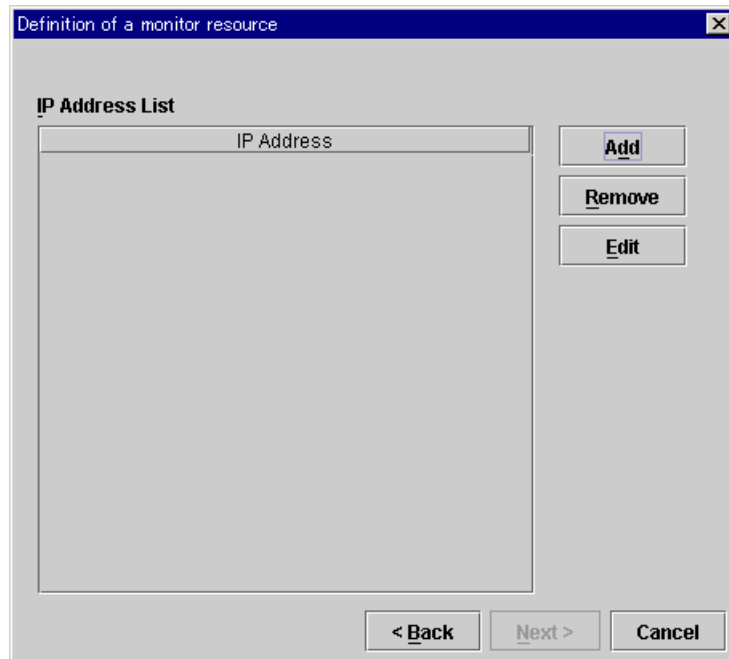 Definition of a monitor resource
IP Address List
IP Address
Add
Remove
Edit
< Back Next > Cancel